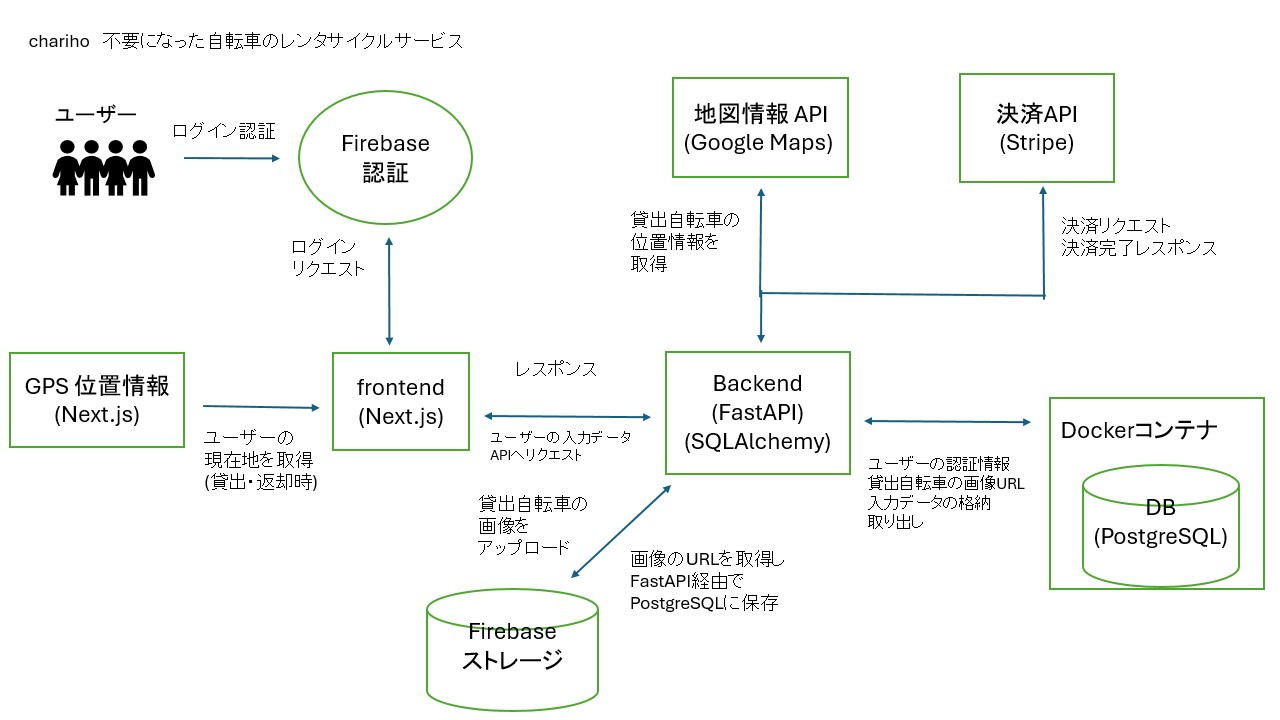 chariho 不要になった自転車のレンタサイクルサービス
ユーザー
ログイン認証
Firebase
認証
地図情報 API
(Google Maps)
決済API
(Stripe)
ログイン
リクエスト
貸出自転車の
位置情報を
取得
決済リクエスト
決済完了レスポンス
GPS 位置情報
(Next.js)
frontend
(Next.js)
レスポンス
Backend
(FastAPI)
(SQLAlchemy)
ユーザーの
現在地を取得
(貸出・返却時)
ユーザーの入力データ
APIへリクエスト
Dockerコンテナ
DB
(PostgreSQL)
ユーザーの認証情報
貸出自転車の画像URL
入力データの格納
取り出し
貸出自転車の
画像を
アップロード
画像のURLを取得し
FastAPI経由で
PostgreSQLに保存
Firebase
ストレージ